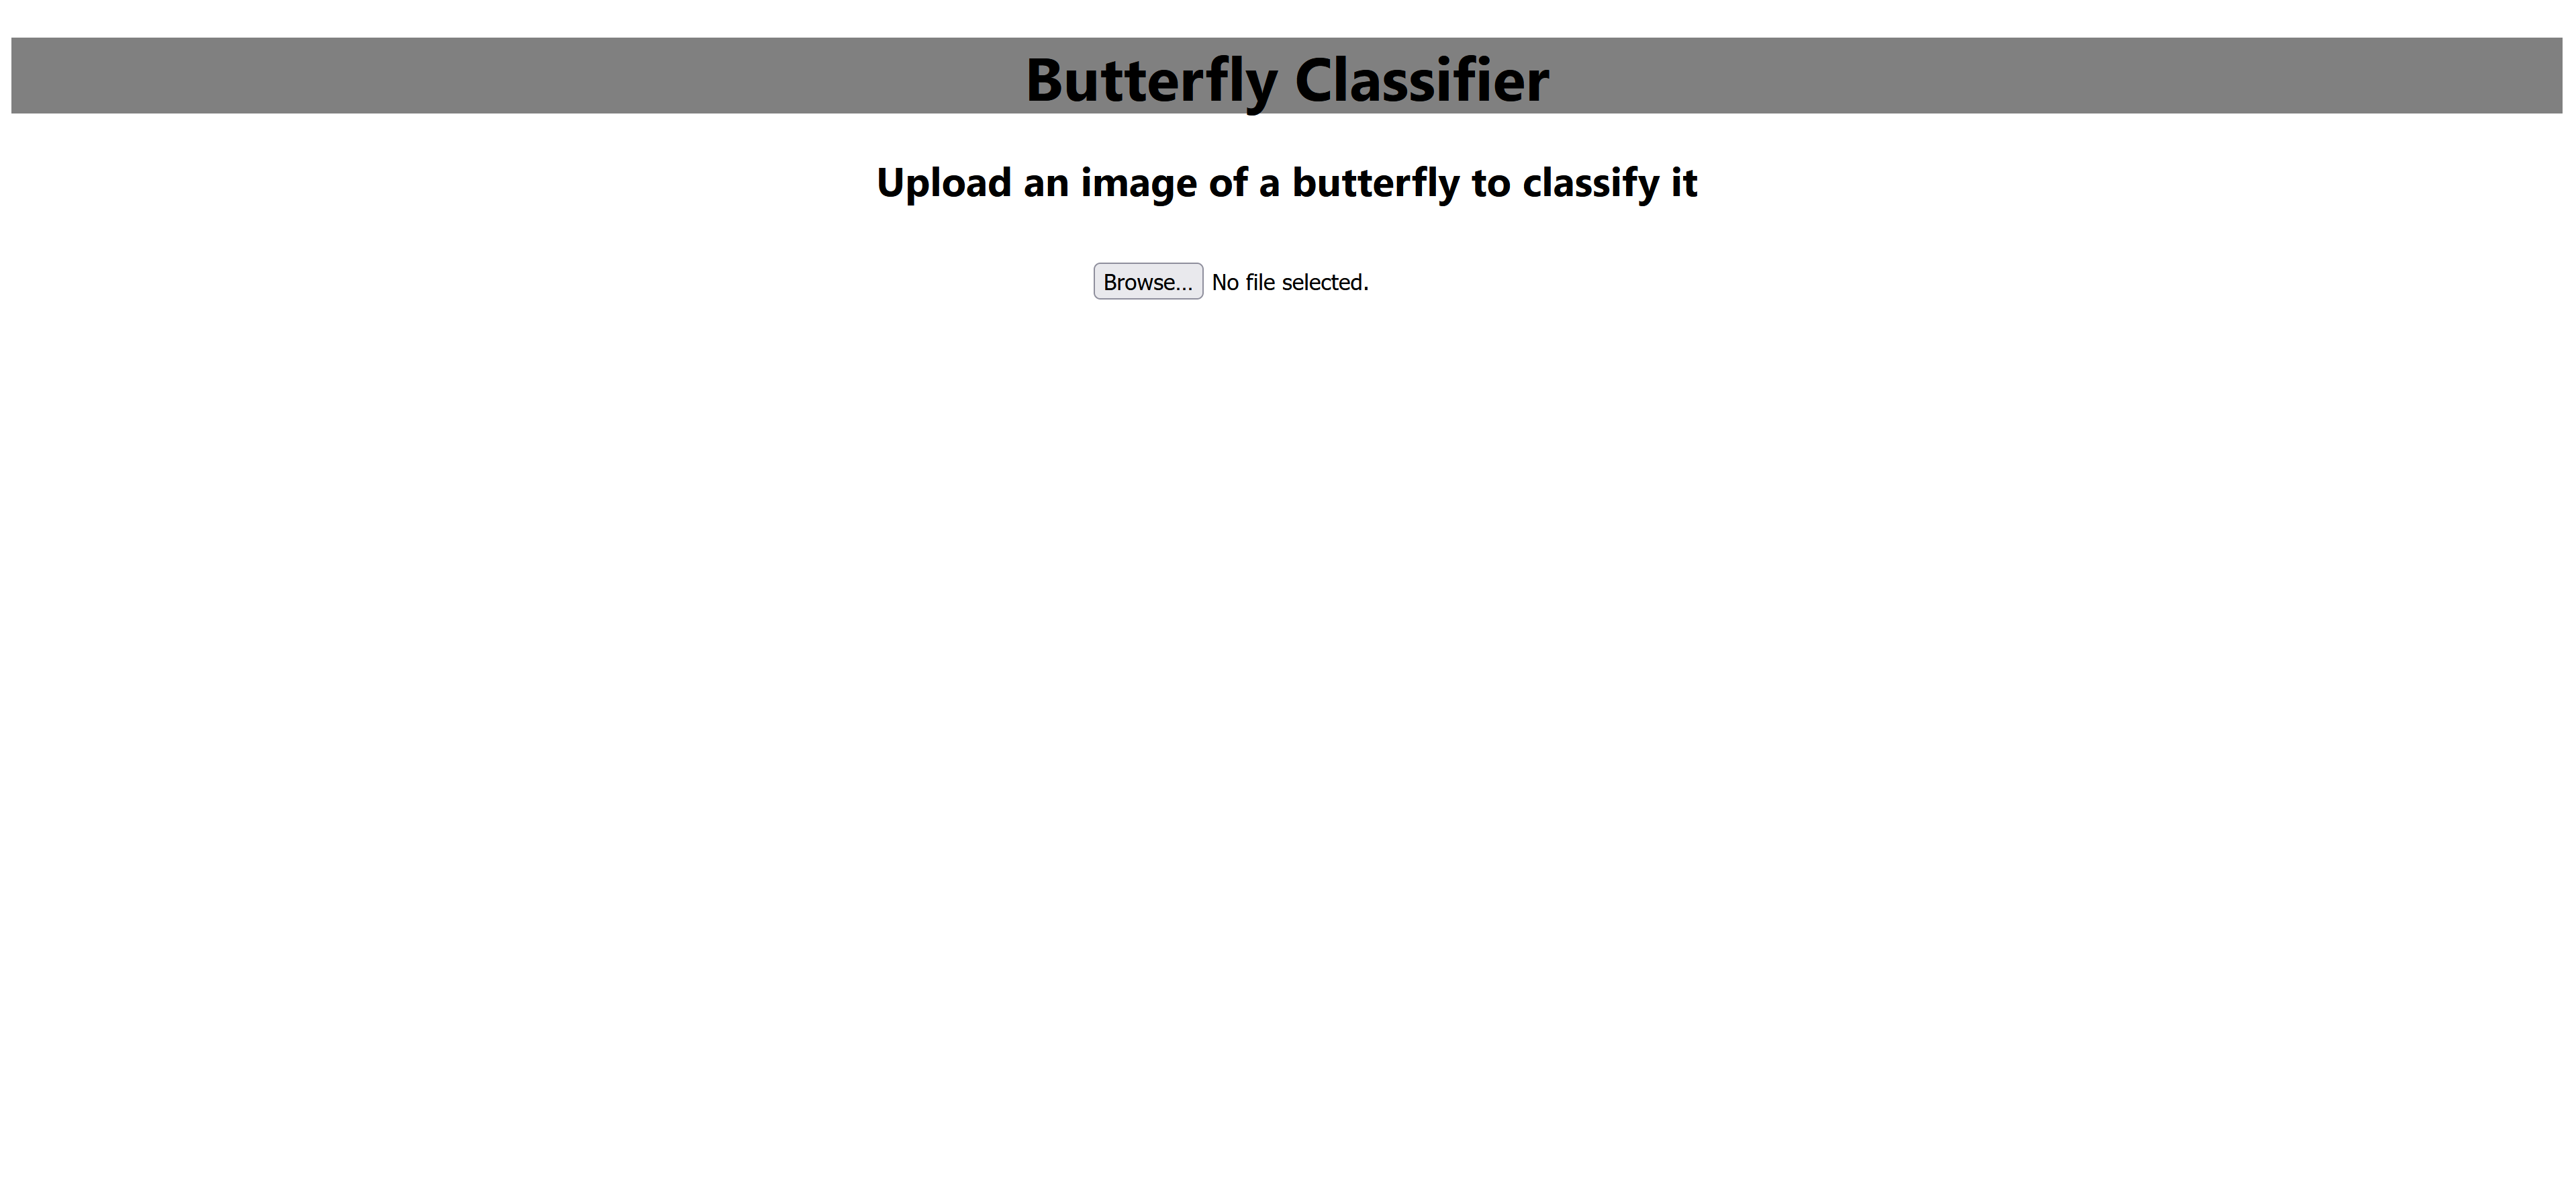 Butterfly Classifier
Upload an image of a butterfly to classify it
Browse... No file selected.